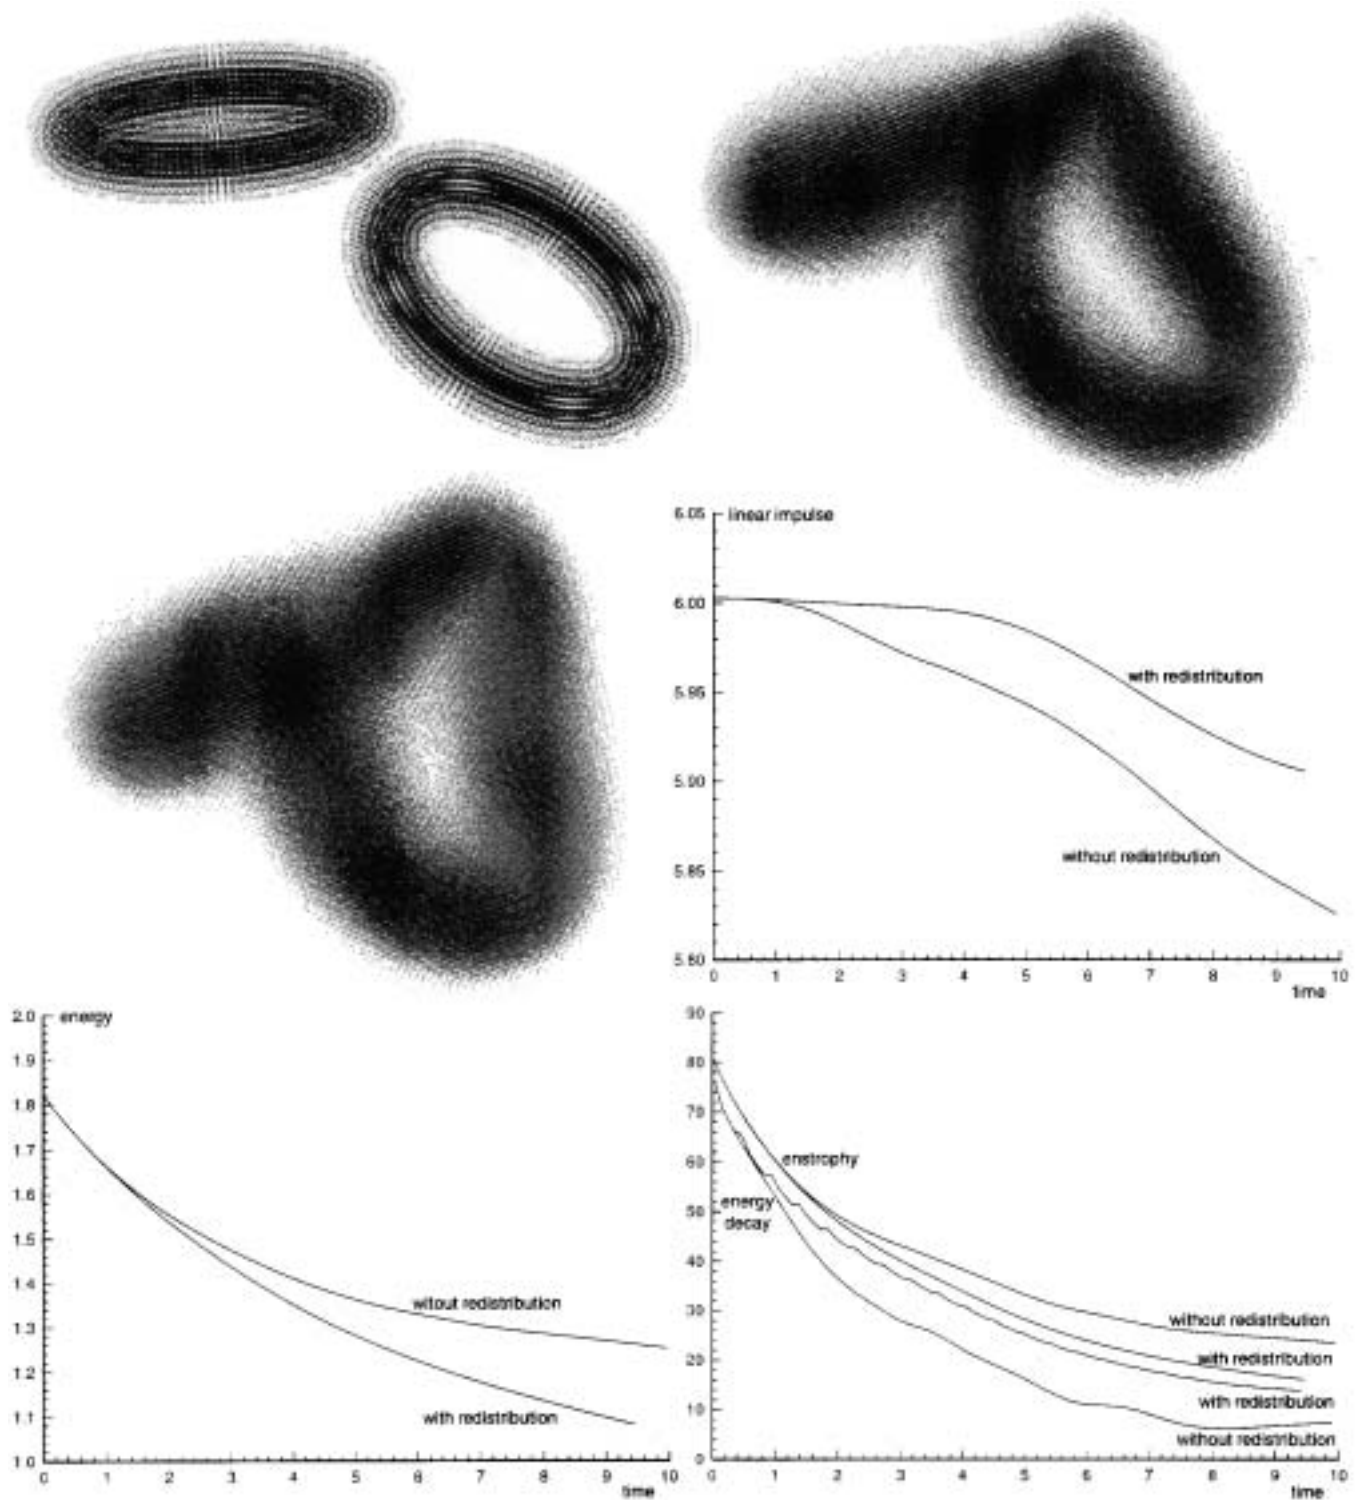 6.05
linear impulse
6.00
with redistribution
5.95
5.90
without redistribution
5.85
5.80
0 1 2 3 4 5 6 7 8 9 10
time
2.0
energy
1.9
1.8
1.7
1.6
1.5
1.4
witout redistribution
1.3
1.2
with redistribution
1.1
1.0
0 1 2 3 4 5 6 7 8 9 10
time
90
80
70
enstrophy
60
energy
decay
50
40
30
without redistribution
20
with redistribution
with redistribution
10
without redistribution
0
0 1 2 3 4 5 6 7 8 9 10
time